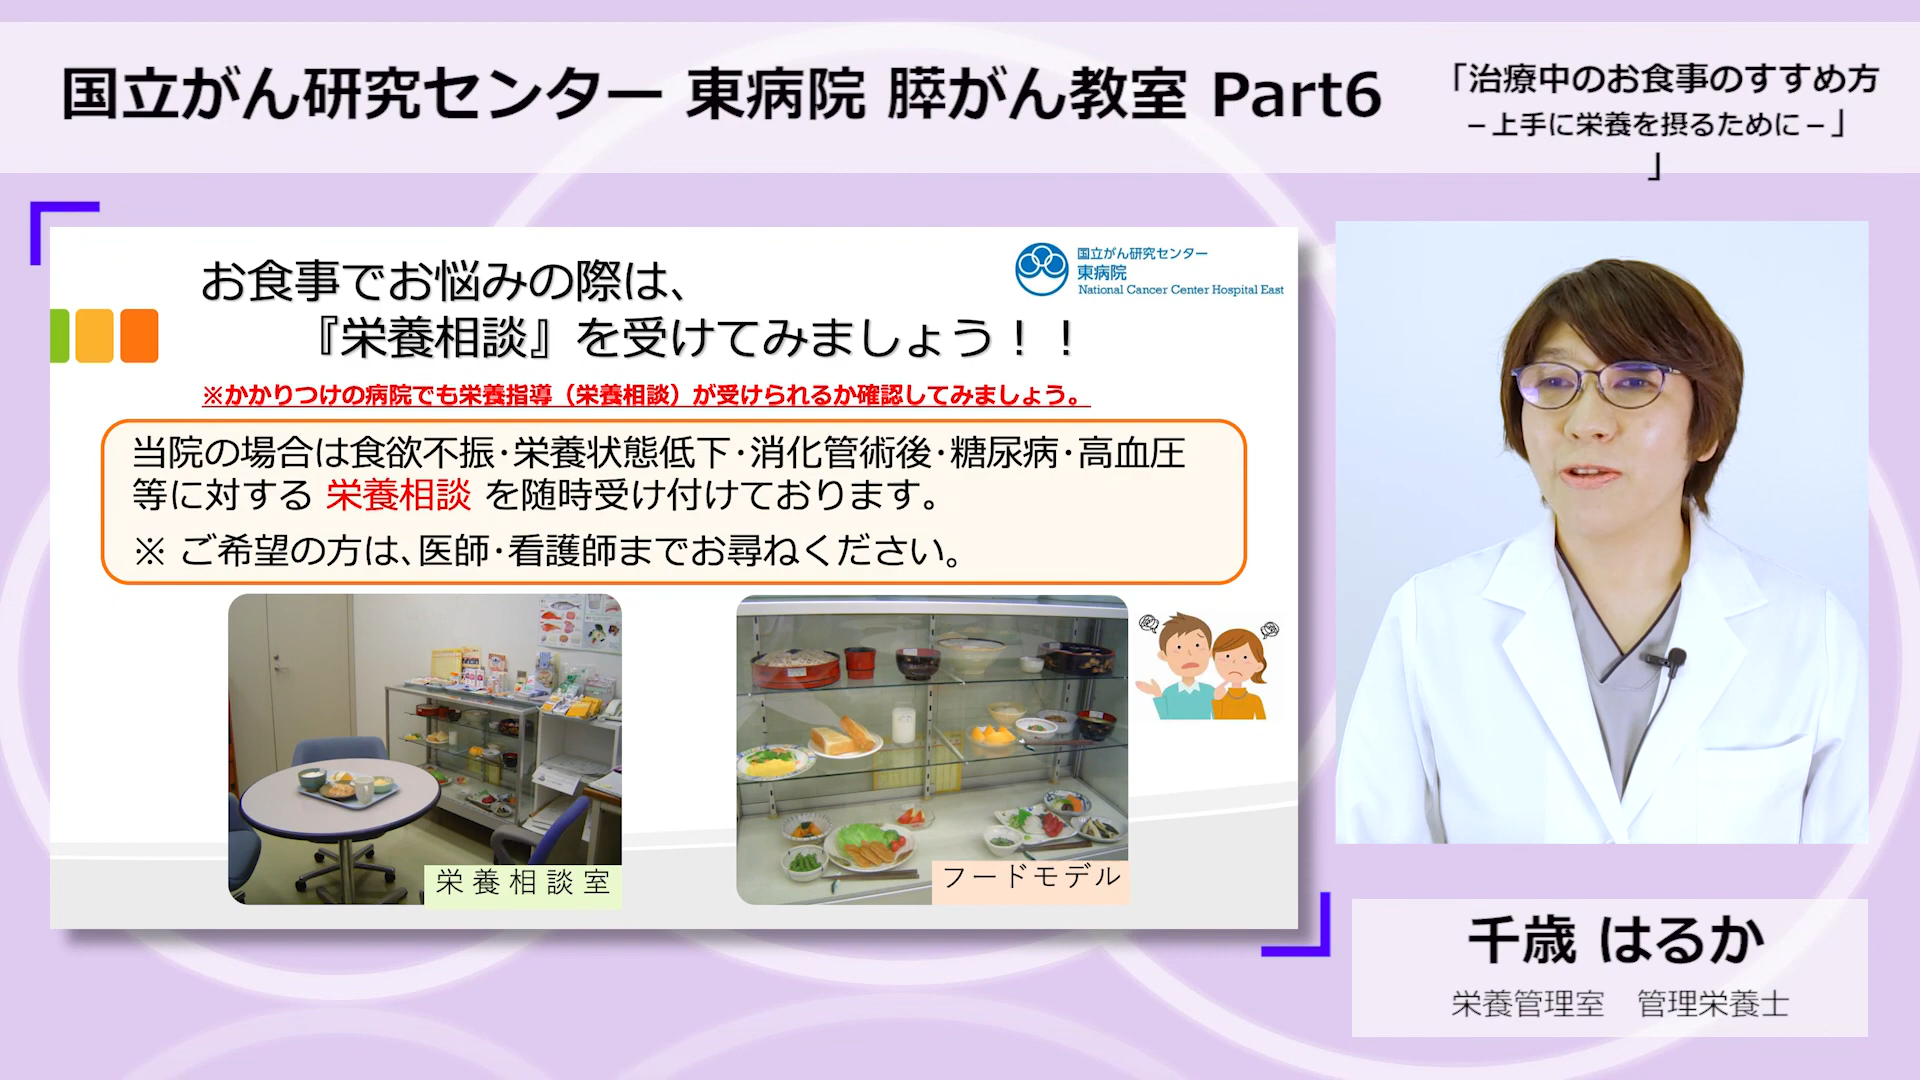 国立がん研究センター 東病院 膵がん教室 Part6
「治療中のお食事のすすめ方
－上手に栄養を摂るために－」
」
お食事でお悩みの際は、
『栄養相談』を受けてみましょう！！
国立がん研究センター
東病院
National Cancer Center Hospital East
※かかりつけの病院でも栄養指導（栄養相談）が受けられるか確認してみましょう。
当院の場合は食欲不振･栄養状態低下･消化管術後･糖尿病･高血圧
等に対する 栄養相談 を随時受け付けております。
※ ご希望の方は､医師･看護師までお尋ねください。
栄養相談室
フードモデル
千歳 はるか
栄養管理室　管理栄養士